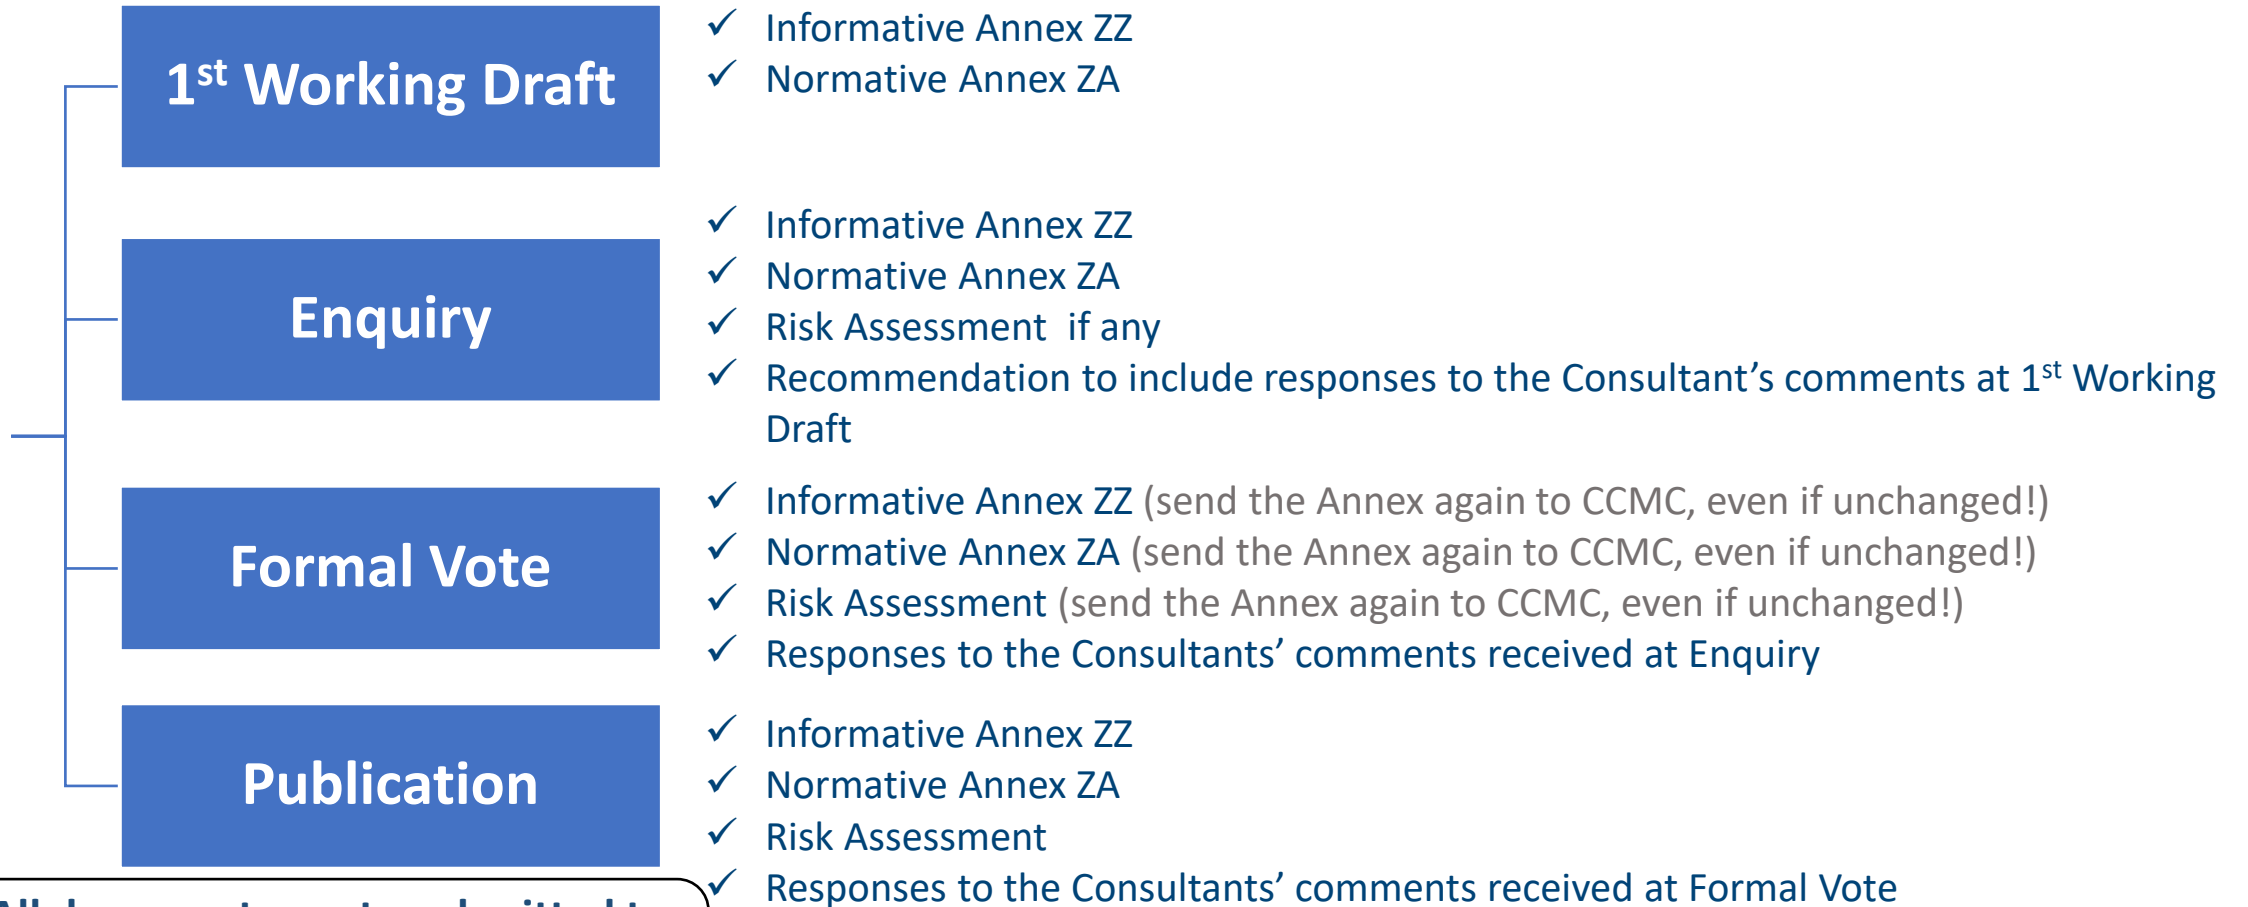 1st Working Draft
✓ Informative Annex ZZ
✓ Normative Annex ZA
Enquiry
✓ Informative Annex ZZ
✓ Normative Annex ZA
✓ Risk Assessment if any
✓ Recommendation to include responses to the Consultant’s comments at 1st Working
Draft
Formal Vote
✓ Informative Annex ZZ (send the Annex again to CCMC, even if unchanged!)
✓ Normative Annex ZA (send the Annex again to CCMC, even if unchanged!)
✓ Risk Assessment (send the Annex again to CCMC, even if unchanged!)
✓ Responses to the Consultants’ comments received at Enquiry
Publication
✓ Informative Annex ZZ
✓ Normative Annex ZA
✓ Risk Assessment
✓ Responses to the Consultants’ comments received at Formal Vote